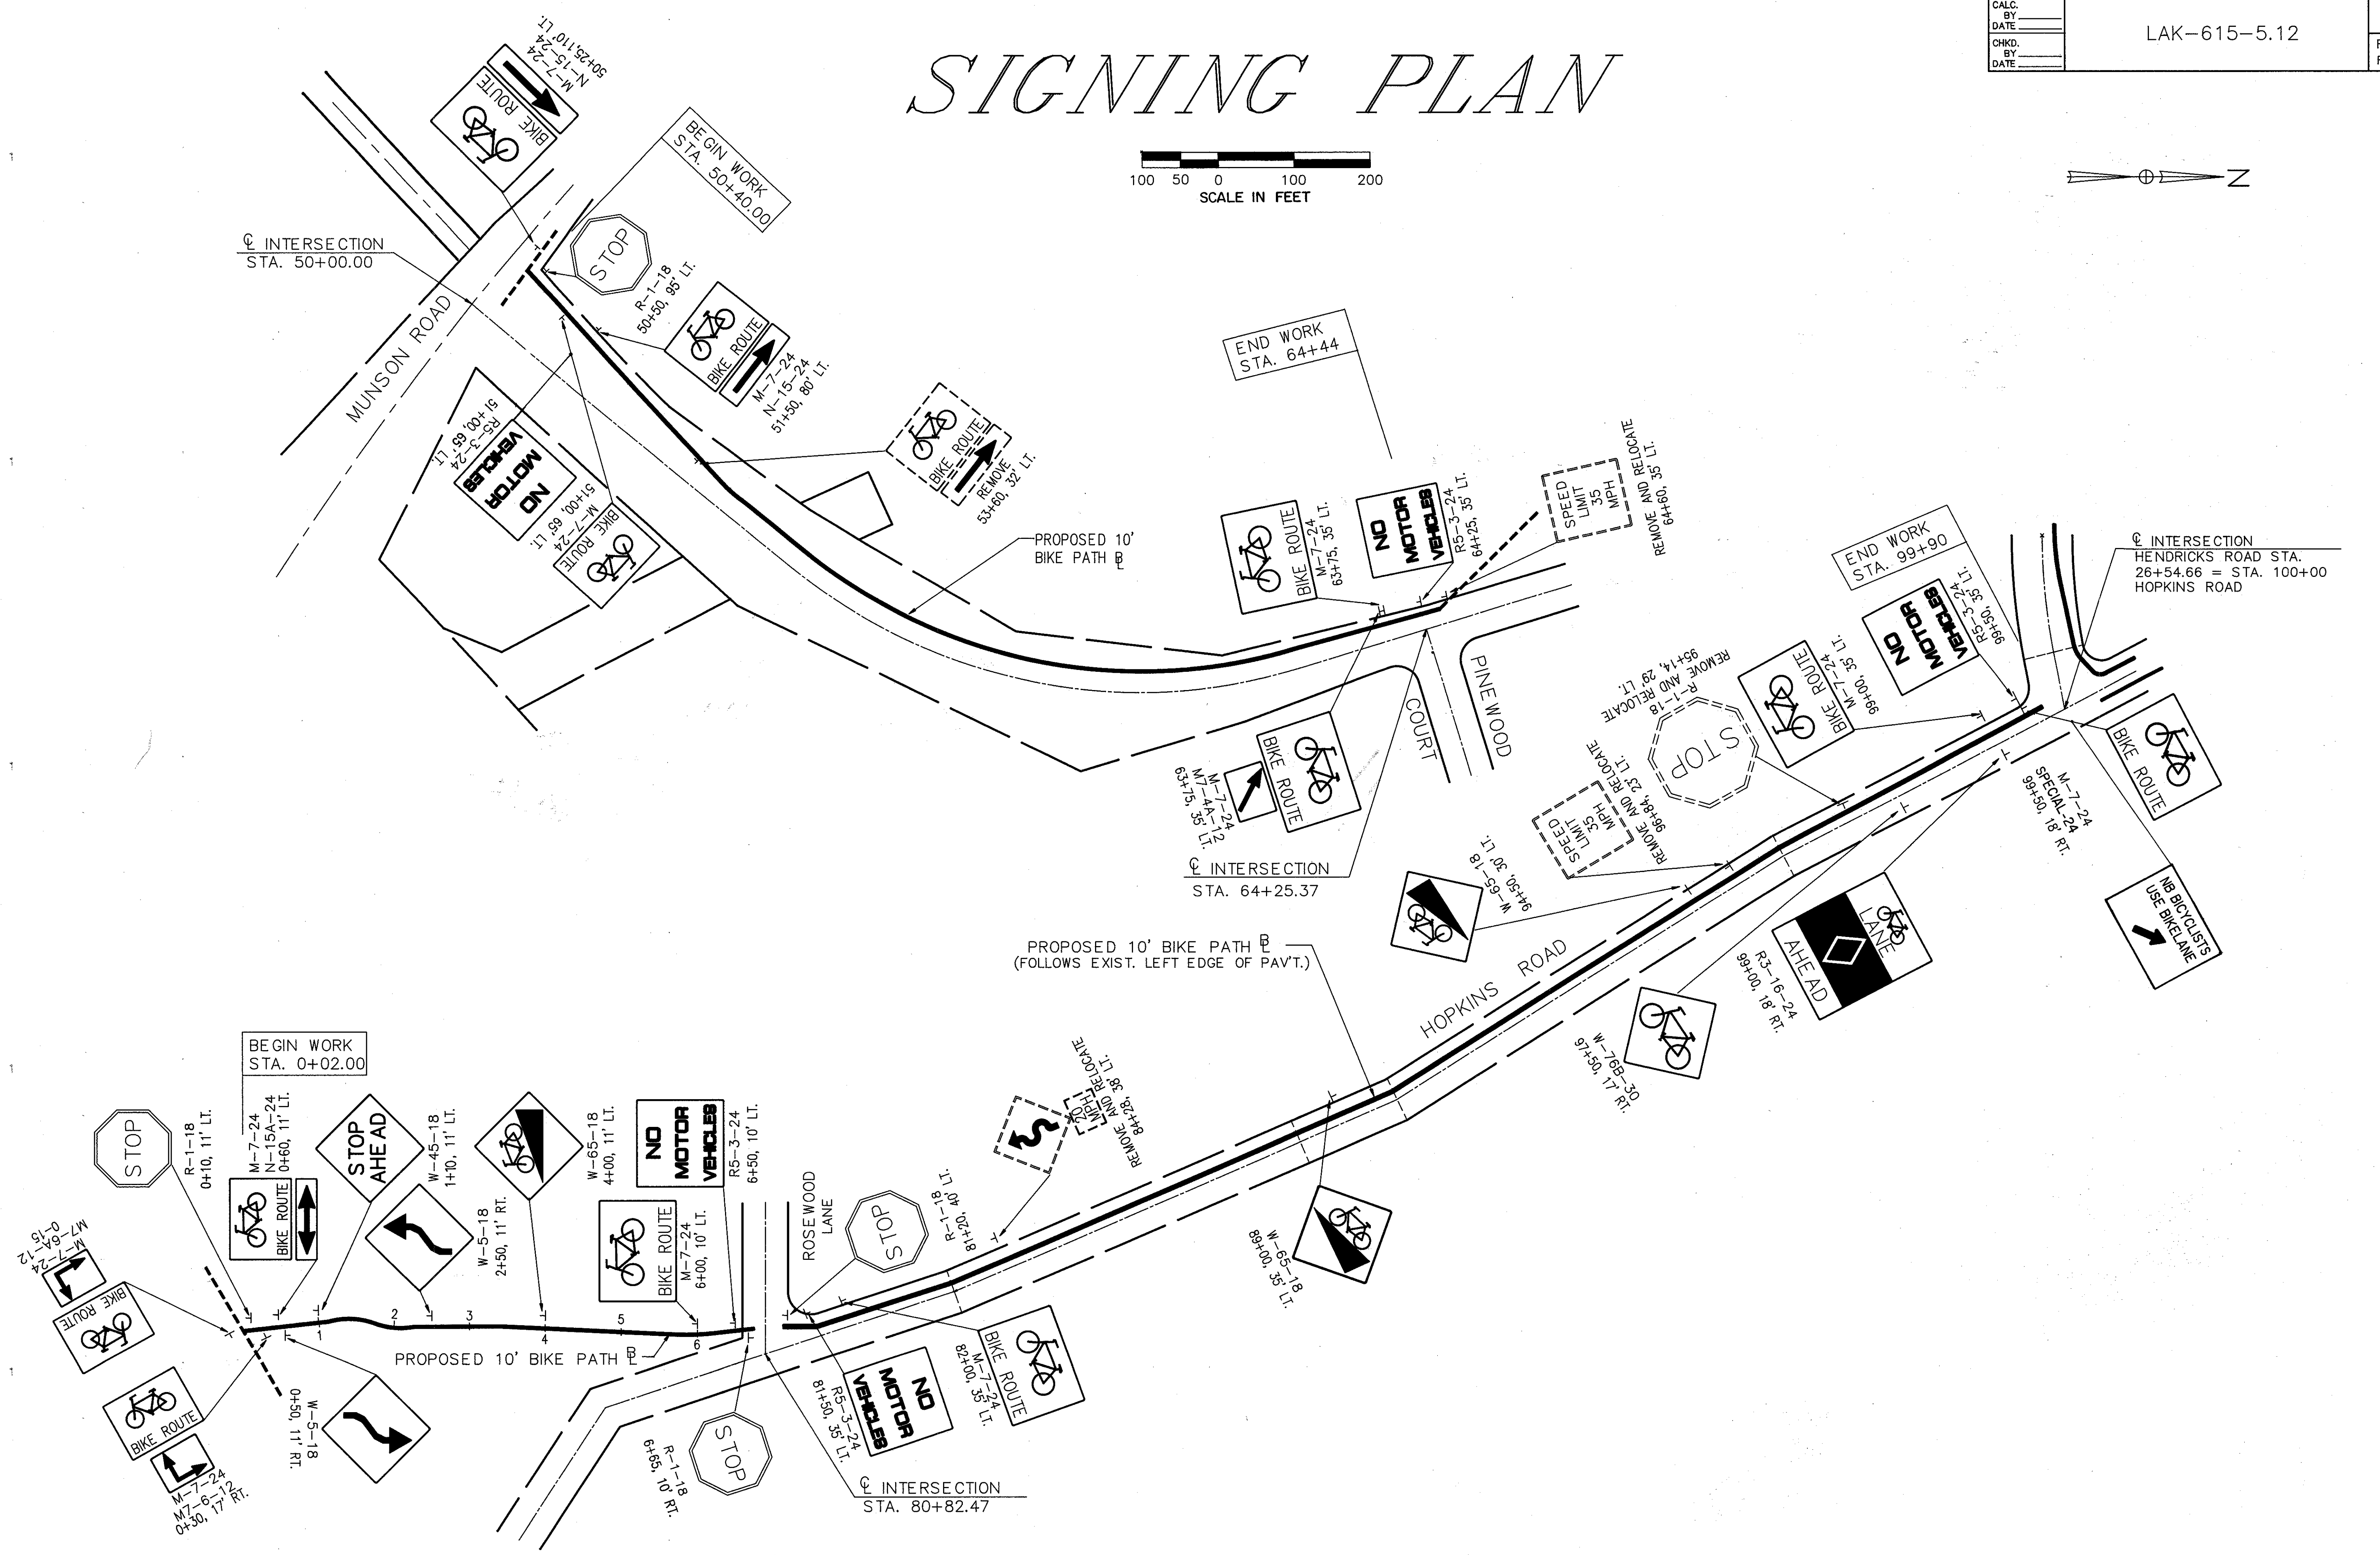 CALC.
BY
DATE
CHKD.
BY
DATE
LAK-615-5.12
SIGNING PLAN
100 50 0 100 200
SCALE IN FEET
N
M-7-24
N-15-24
50+25,110' LT.
BIKE ROUTE
BEGIN WORK
STA. 50+40.00
℄ INTERSECTION
STA. 50+00.00
MUNSON ROAD
STOP
R-1-18
50+50, 95' LT.
BIKE ROUTE
M-7-24
N-15-24
51+50, 80' LT.
R5-3-24
51+00, 65' LT.
NO
MOTOR
VEHICLES
M-7-24
51+00, 65' LT.
BIKE ROUTE
BIKE ROUTE
REMOVE
53+60, 32' LT.
PROPOSED 10'
BIKE PATH ℄
END WORK
STA. 64+44
BIKE ROUTE
M-7-24
63+75, 35' LT.
NO
MOTOR
VEHICLES
R5-3-24
64+25, 35' LT.
SPEED
LIMIT
35
MPH
REMOVE AND RELOCATE
64+60, 35' LT.
PINEWOOD
COURT
BIKE ROUTE
M-7-24
M7-4A-12
63+75, 35' LT.
℄ INTERSECTION
STA. 64+25.37
END WORK
STA. 99+90
NO
MOTOR
VEHICLES
R5-3-24
99+50, 35' LT.
℄ INTERSECTION
HENDRICKS ROAD STA.
26+54.66 = STA. 100+00
HOPKINS ROAD
BIKE ROUTE
M-7-24
99+00, 35' LT.
STOP
R-1-18
REMOVE AND RELOCATE
95+14, 29' LT.
SPEED
LIMIT
35
MPH
REMOVE AND RELOCATE
96+84, 23' LT.
W-65-18
94+50, 30' LT.
BIKE ROUTE
M-7-24
SPECIAL-24
99+50, 18' RT.
NB BICYCLISTS
USE BIKELANE
LANE
AHEAD
R3-16-24
99+00, 18' RT.
W-76B-30
97+50, 17' RT.
PROPOSED 10' BIKE PATH ℄
(FOLLOWS EXIST. LEFT EDGE OF PAV'T.)
HOPKINS ROAD
20
MPH
REMOVE AND RELOCATE
84+28, 38' LT.
W-65-18
89+00, 35' LT.
BEGIN WORK
STA. 0+02.00
STOP
R-1-18
0+10, 11' LT.
M-7-24
N-15A-24
0+60, 11' LT.
BIKE ROUTE
STOP
AHEAD
W-45-18
1+10, 11' LT.
W-5-18
2+50, 11' RT.
W-65-18
4+00, 11' LT.
NO
MOTOR
VEHICLES
R5-3-24
6+50, 10' LT.
BIKE ROUTE
M-7-24
6+00, 10' LT.
ROSEWOOD
LANE
STOP
R-1-18
81+20, 40' LT.
M-7-24
M7-6A-12
0-15
BIKE ROUTE
1 2 3 4 5 6
PROPOSED 10' BIKE PATH ℄
BIKE ROUTE
M-7-24
M7-6-12
0+30, 17' RT.
W-5-18
0+50, 11' RT.
STOP
R-1-18
6+65, 10' RT.
NO
MOTOR
VEHICLES
R5-3-24
81+50, 35' LT.
BIKE ROUTE
M-7-24
82+00, 35' LT.
℄ INTERSECTION
STA. 80+82.47